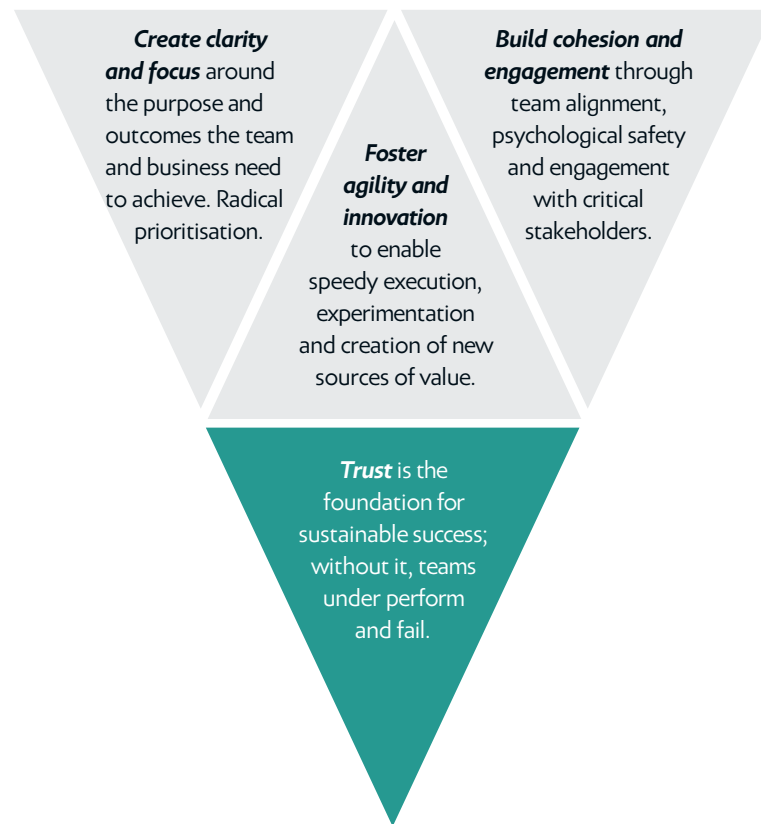 Create clarity
and focus around
the purpose and
outcomes the team
and business need
to achieve. Radical
prioritisation.
Foster
agility and
innovation
to enable
speedy execution,
experimentation
and creation of new
sources of value.
Build cohesion and
engagement through
team alignment,
psychological safety
and engagement
with critical
stakeholders.
Trust is the
foundation for
sustainable success;
without it, teams
under perform
and fail.